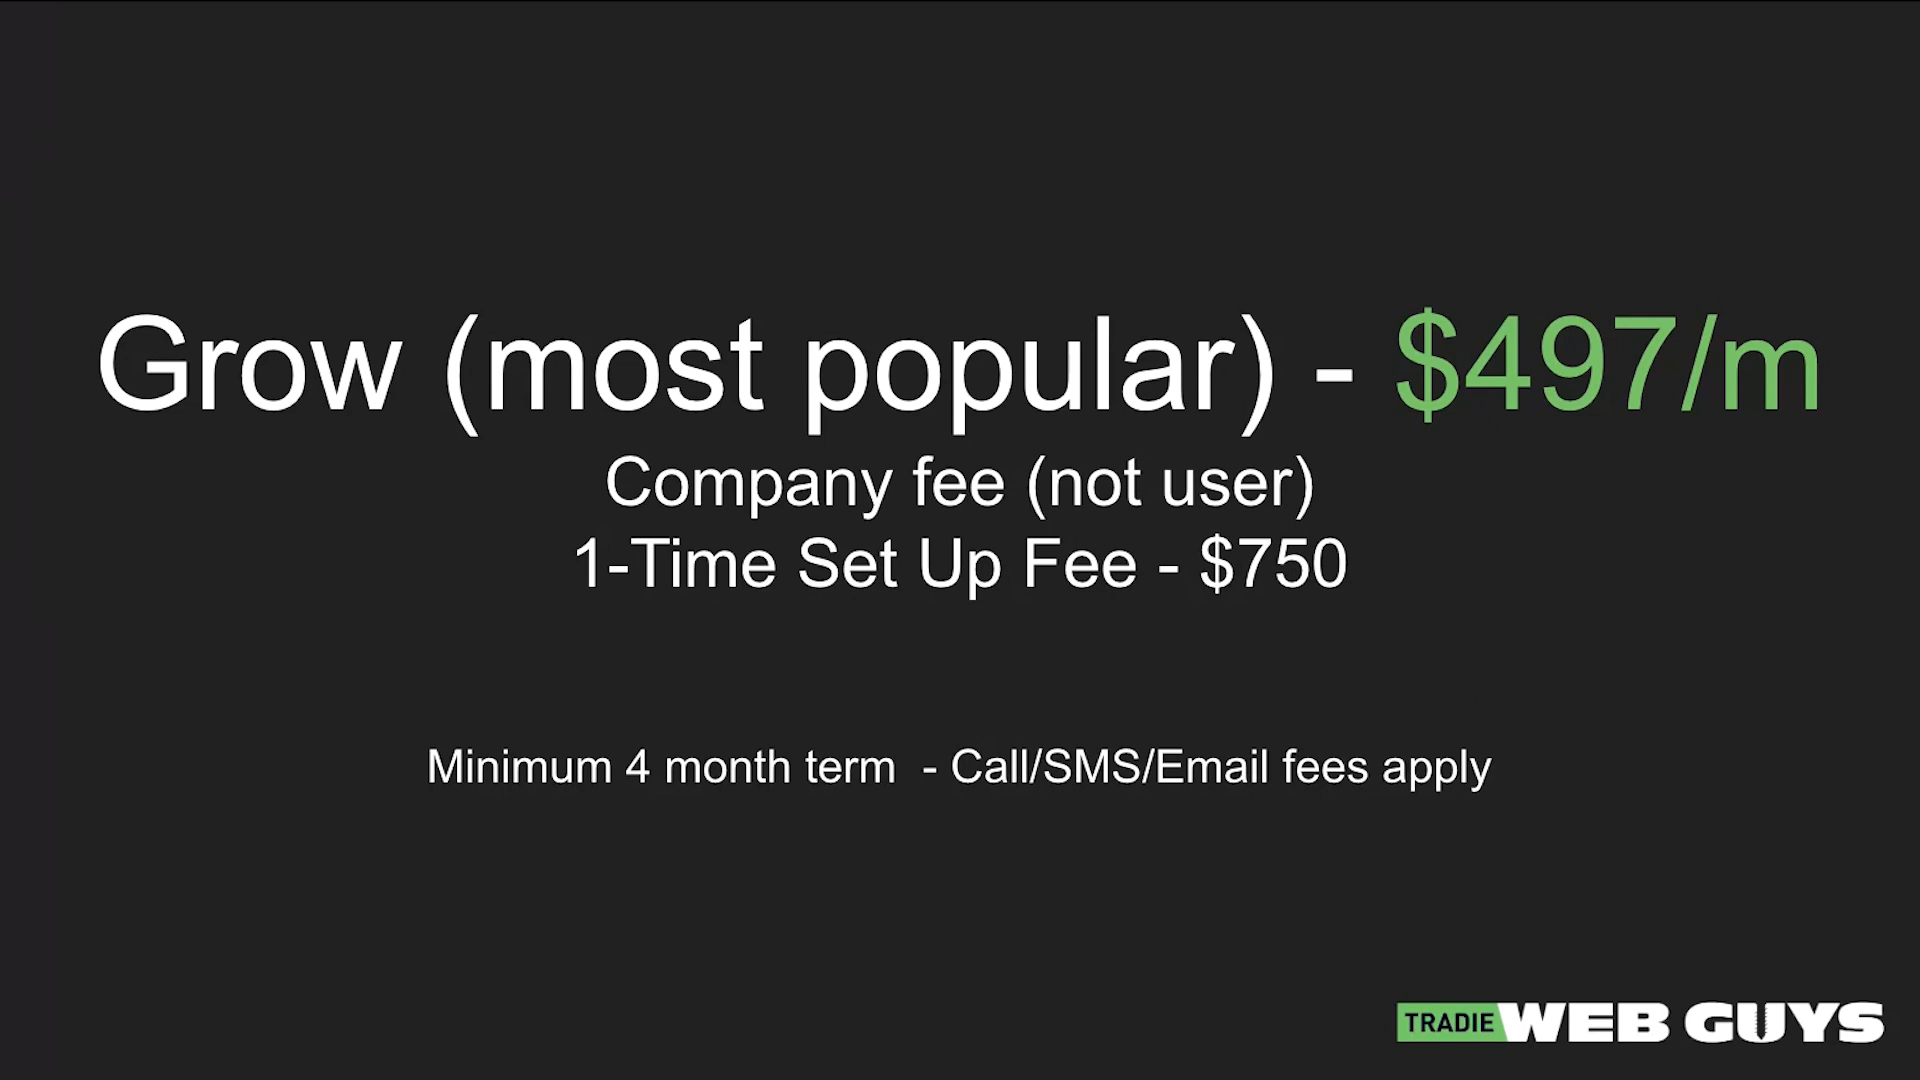 Grow (most popular) - $497/m
Company fee (not user)
1-Time Set Up Fee - $750
Minimum 4 month term  - Call/SMS/Email fees apply
TRADIE WEB GUYS